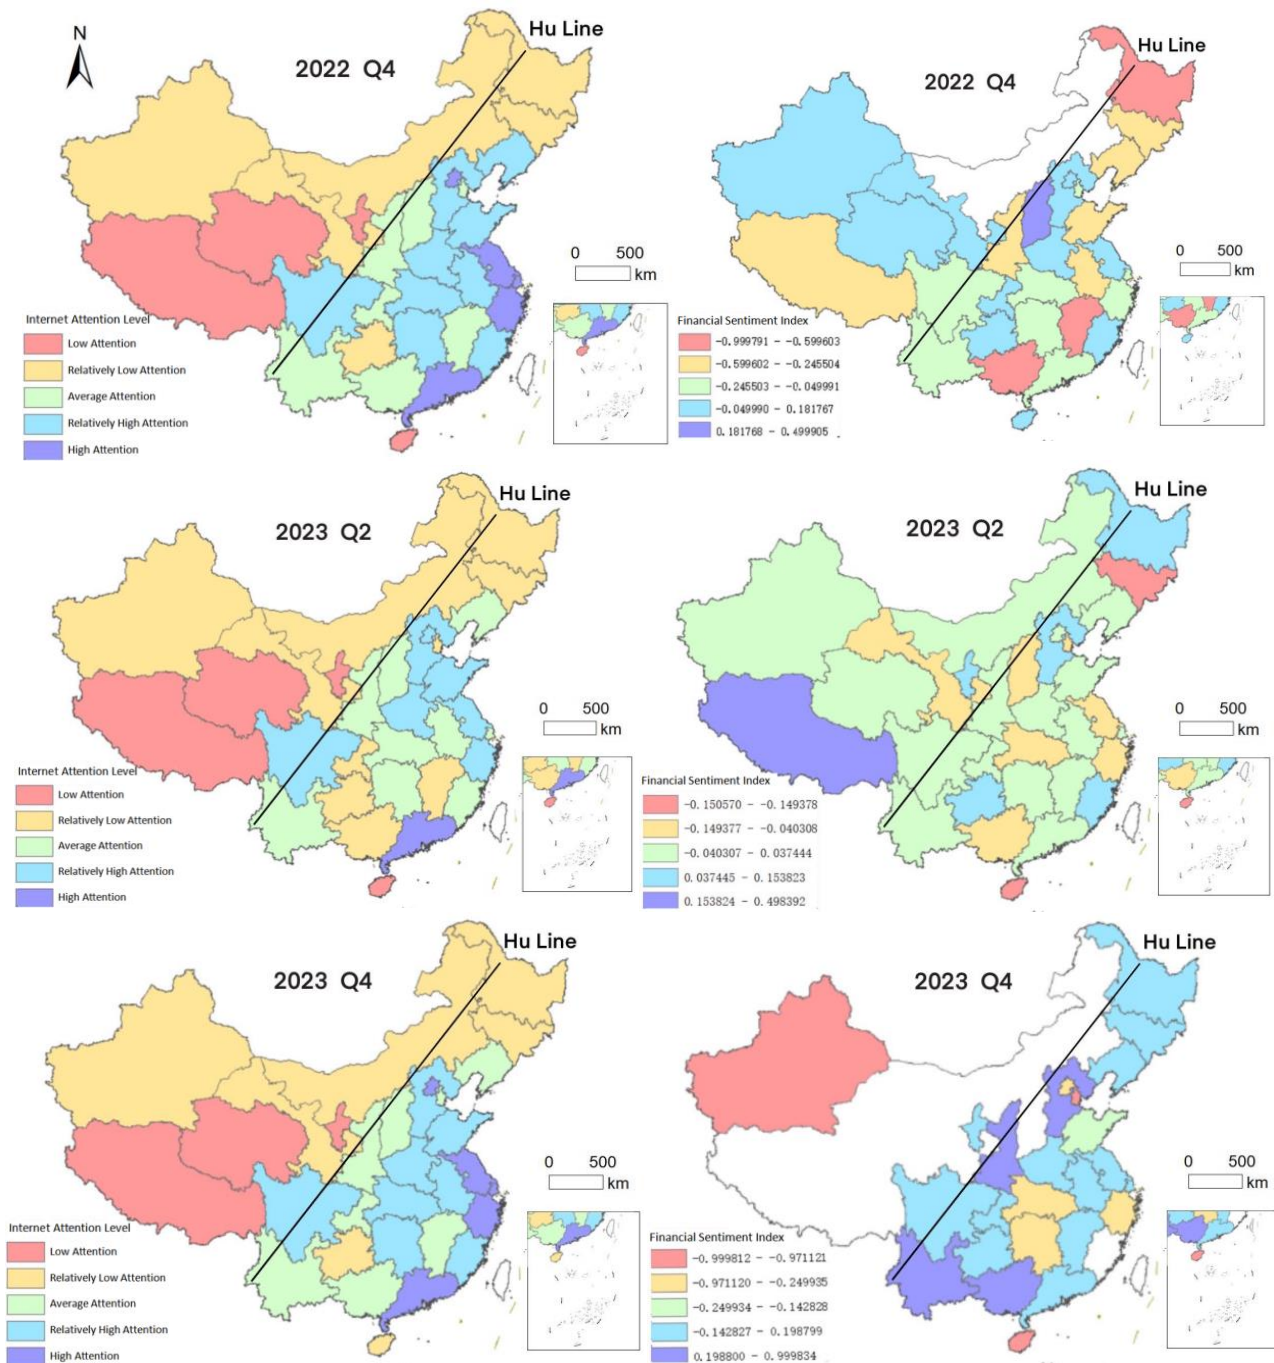 N
Hu Line
2022 Q4
0 500
km
Internet Attention Level
Low Attention
Relatively Low Attention
Average Attention
Relatively High Attention
High Attention
Hu Line
2022 Q4
0 500
km
Financial Sentiment Index
-0.999791 - -0.599603
-0.599602 - -0.245504
-0.245503 - -0.049991
-0.049990 - 0.181767
0.181768 - 0.499905
Hu Line
2023 Q2
0 500
km
Internet Attention Level
Low Attention
Relatively Low Attention
Average Attention
Relatively High Attention
High Attention
Hu Line
2023 Q2
0 500
km
Financial Sentiment Index
-0.150570 - -0.149378
-0.149377 - -0.040308
-0.040307 - 0.037444
0.037445 - 0.153823
0.153824 - 0.498392
Hu Line
2023 Q4
0 500
km
Internet Attention Level
Low Attention
Relatively Low Attention
Average Attention
Relatively High Attention
High Attention
Hu Line
2023 Q4
0 500
km
Financial Sentiment Index
-0.999812 - -0.971121
-0.971120 - -0.249935
-0.249934 - -0.142828
-0.142827 - 0.198799
0.198800 - 0.999834